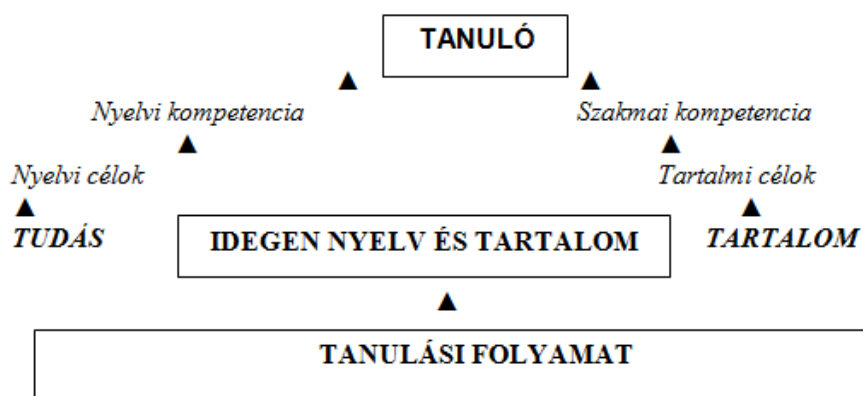 TANULÓ
▲ ▲
Nyelvi kompetencia Szakmai kompetencia
▲ ▲
Nyelvi célok Tartalmi célok
▲ ▲
TUDÁS IDEGEN NYELV ÉS TARTALOM TARTALOM
▲
TANULÁSI FOLYAMAT